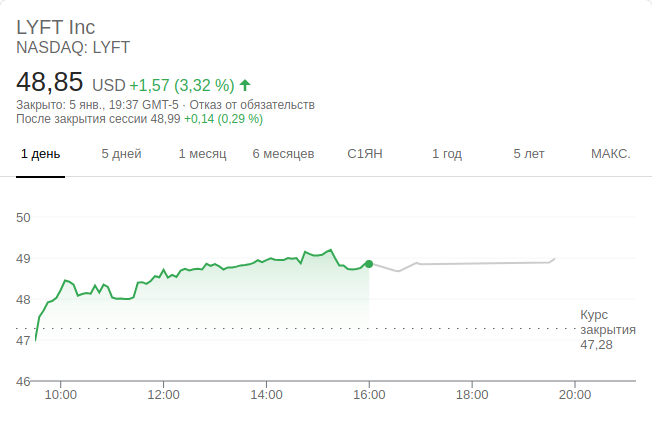 LYFT Inc
NASDAQ: LYFT
48,85 USD +1,57 (3,32 %)
Закрыто: 5 янв., 19:37 GMT-5 · Отказ от обязательств
После закрытия сессии 48,99 +0,14 (0,29 %)
1 день 5 дней 1 месяц 6 месяцев С1ЯН 1 год 5 лет МАКС.
50
49
48
47
46
Курс
закрытия
47,28
10:00 12:00 14:00 16:00 18:00 20:00